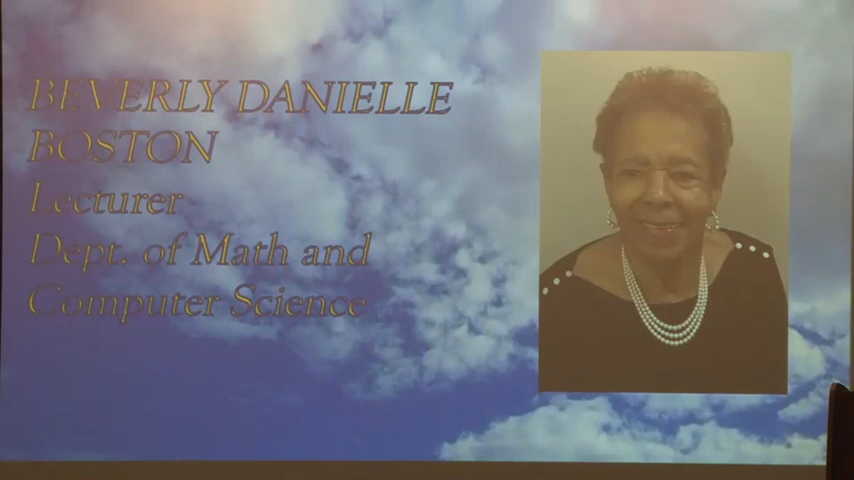 BEVERLY DANIELLE
BOSTON
Lecturer
Dept. of Math and
Computer Science